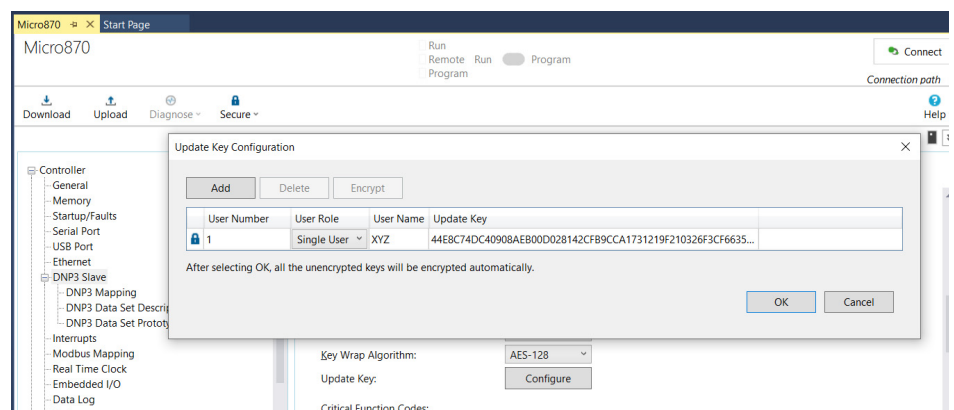 Micro870
Start Page
Micro870
Run
Remote Run Program
Program
Connect
Connection path
Download Upload Diagnose Secure
Help
Update Key Configuration
Add Delete Encrypt
User Number User Role User Name Update Key
1 Single User XYZ 44E8C74DC40908AEB00D028142CFB9CCA1731219F210326F3CF6635...
After selecting OK, all the unencrypted keys will be encrypted automatically.
OK Cancel
Controller
General
Memory
Startup/Faults
Serial Port
USB Port
Ethernet
DNP3 Slave
DNP3 Mapping
DNP3 Data Set Descrip
DNP3 Data Set Prototy
Interrupts
Modbus Mapping
Real Time Clock
Embedded I/O
Data Log
Key Wrap Algorithm: AES-128
Update Key: Configure
Critical Function Codes: